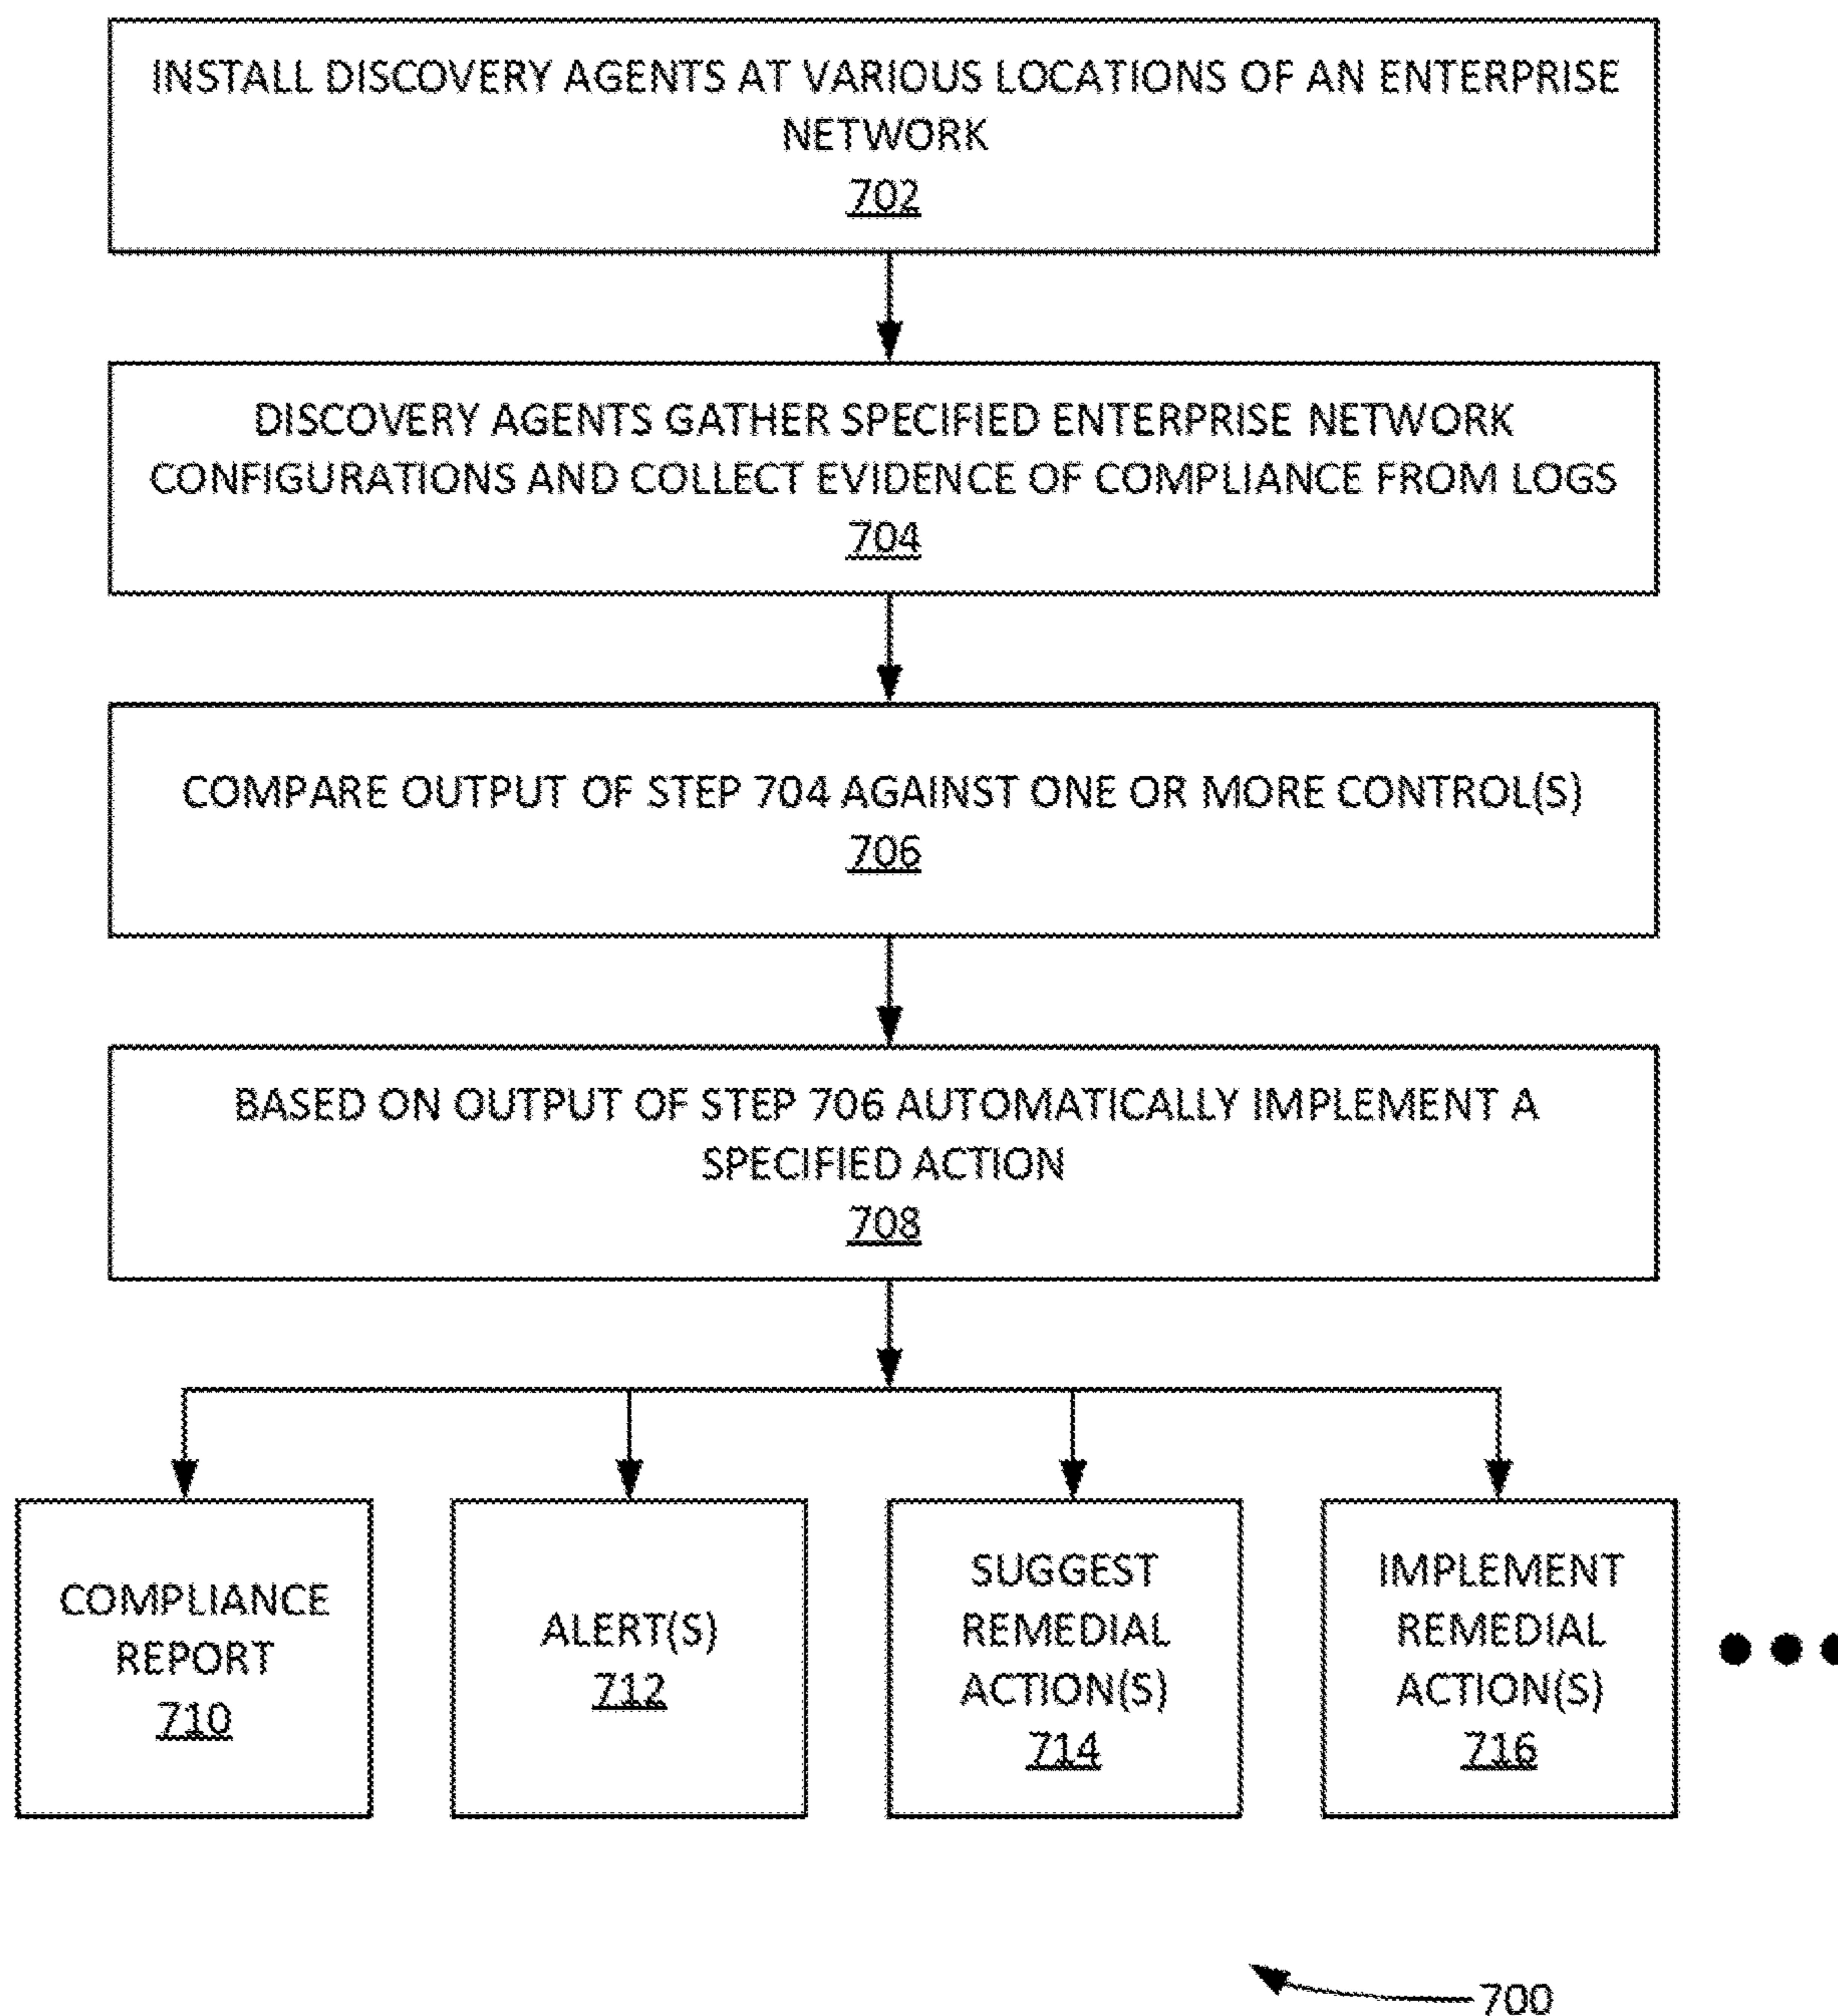 INSTALL DISCOVERY AGENTS AT VARIOUS LOCATIONS OF AN ENTERPRISE
NETWORK
702
DISCOVERY AGENTS GATHER SPECIFIED ENTERPRISE NETWORK
CONFIGURATIONS AND COLLECT EVIDENCE OF COMPLIANCE FROM LOGS
704
COMPARE OUTPUT OF STEP 704 AGAINST ONE OR MORE CONTROL(S)
706
BASED ON OUTPUT OF STEP 706 AUTOMATICALLY IMPLEMENT A
SPECIFIED ACTION
708
COMPLIANCE
REPORT
710
ALERT(S)
712
SUGGEST
REMEDIAL
ACTION(S)
714
IMPLEMENT
REMEDIAL
ACTION(S)
716
700